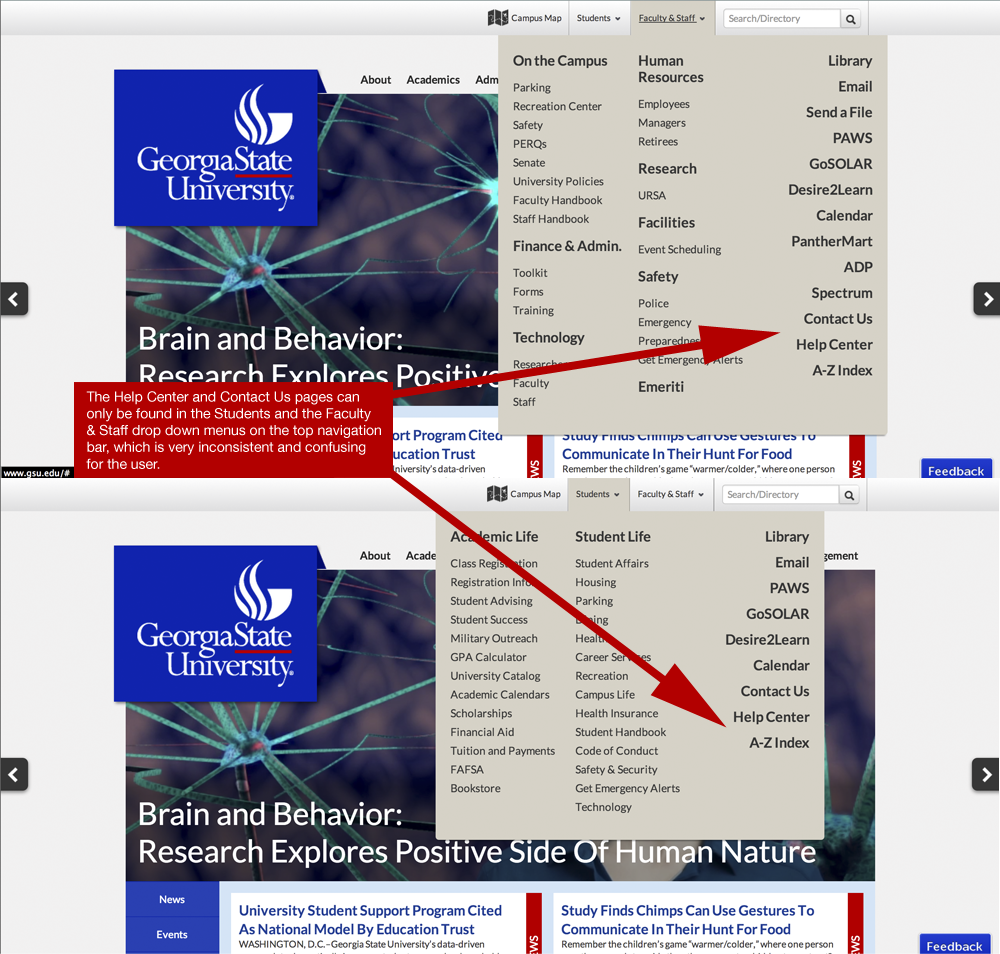 Campus Map
Students
Faculty & Staff
Search/Directory
About
Academics
Adm
GeorgiaState
University.
On the Campus
Parking
Recreation Center
Safety
PERQs
Senate
University Policies
Faculty Handbook
Staff Handbook
Finance & Admin.
Toolkit
Forms
Training
Technology
Researche
Faculty
Staff
Human
Resources
Employees
Managers
Retirees
Research
URSA
Facilities
Event Scheduling
Safety
Police
Emergency
Preparednes
Get Emergency Alerts
Emeriti
Library
Email
Send a File
PAWS
GoSOLAR
Desire2Learn
Calendar
PantherMart
ADP
Spectrum
Contact Us
Help Center
A-Z Index
Brain and Behavior:
Research Explores Positive
The Help Center and Contact Us pages can
only be found in the Students and the Faculty
& Staff drop down menus on the top navigation
bar, which is very inconsistent and confusing
for the user.
ort Program Cited
ucation Trust
niversity's data-driven
WS
Study Finds Chimps Can Use Gestures To
Communicate In Their Hunt For Food
Remember the children's game "warmer/colder," where one person
WS
www.gsu.edu/#
Feedback
Campus Map
Students
Faculty & Staff
Search/Directory
About
Acade
gement
GeorgiaState
University.
Academic Life
Class Registration
Registration Info
Student Advising
Student Success
Military Outreach
GPA Calculator
University Catalog
Academic Calendars
Scholarships
Financial Aid
Tuition and Payments
FAFSA
Bookstore
Student Life
Student Affairs
Housing
Parking
Dining
Health
Career Services
Recreation
Campus Life
Health Insurance
Student Handbook
Code of Conduct
Safety & Security
Get Emergency Alerts
Technology
Library
Email
PAWS
GoSOLAR
Desire2Learn
Calendar
Contact Us
Help Center
A-Z Index
Brain and Behavior:
Research Explores Positive Side Of Human Nature
News
Events
University Student Support Program Cited
As National Model By Education Trust
WASHINGTON, D.C.–Georgia State University's data-driven
WS
Study Finds Chimps Can Use Gestures To
Communicate In Their Hunt For Food
Remember the children's game "warmer/colder," where one person
WS
Feedback